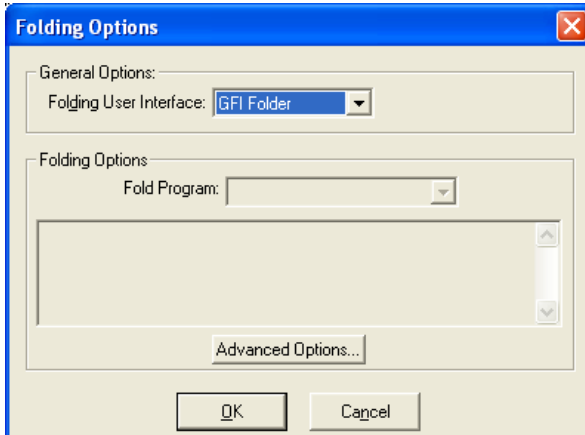 Folding Options
General Options:
Folding User Interface: GFI Folder
Folding Options
Fold Program:
Advanced Options...
OK Cancel